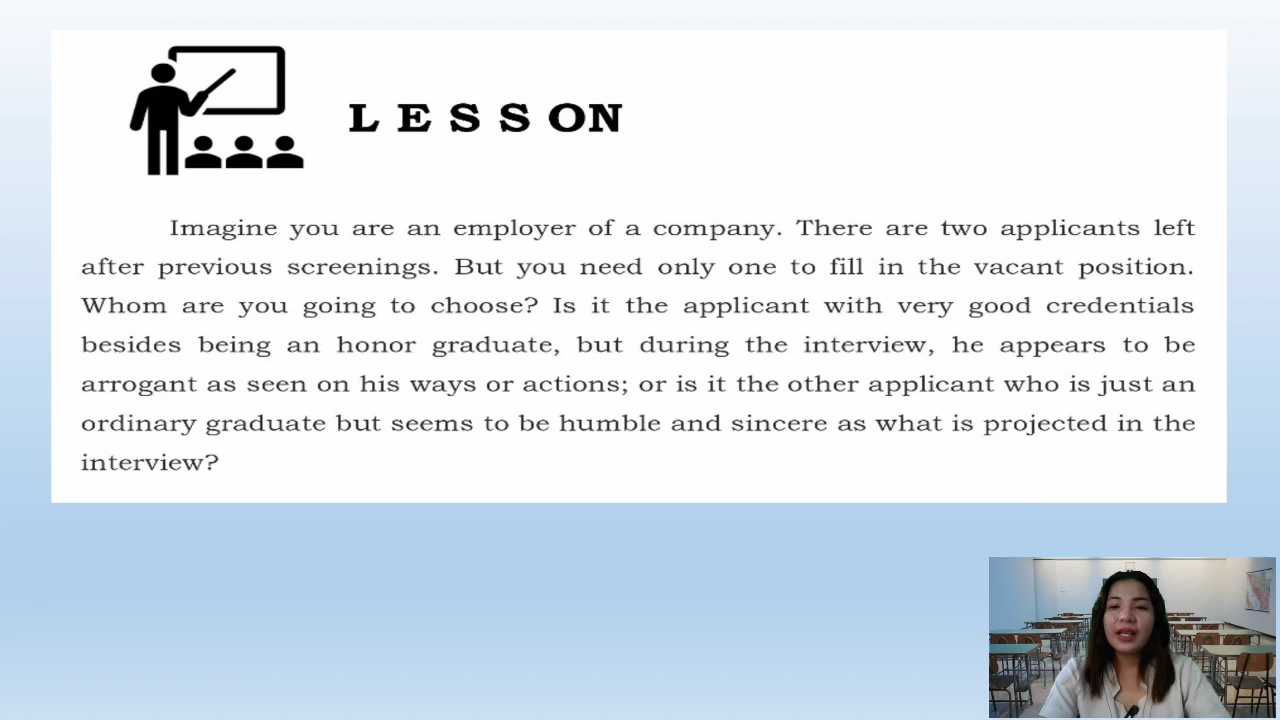 LESSON
Imagine you are an employer of a company. There are two applicants left
after previous screenings. But you need only one to fill in the vacant position.
Whom are you going to choose? Is it the applicant with very good credentials
besides being an honor graduate, but during the interview, he appears to be
arrogant as seen on his ways or actions; or is it the other applicant who is just an
ordinary graduate but seems to be humble and sincere as what is projected in the
interview?